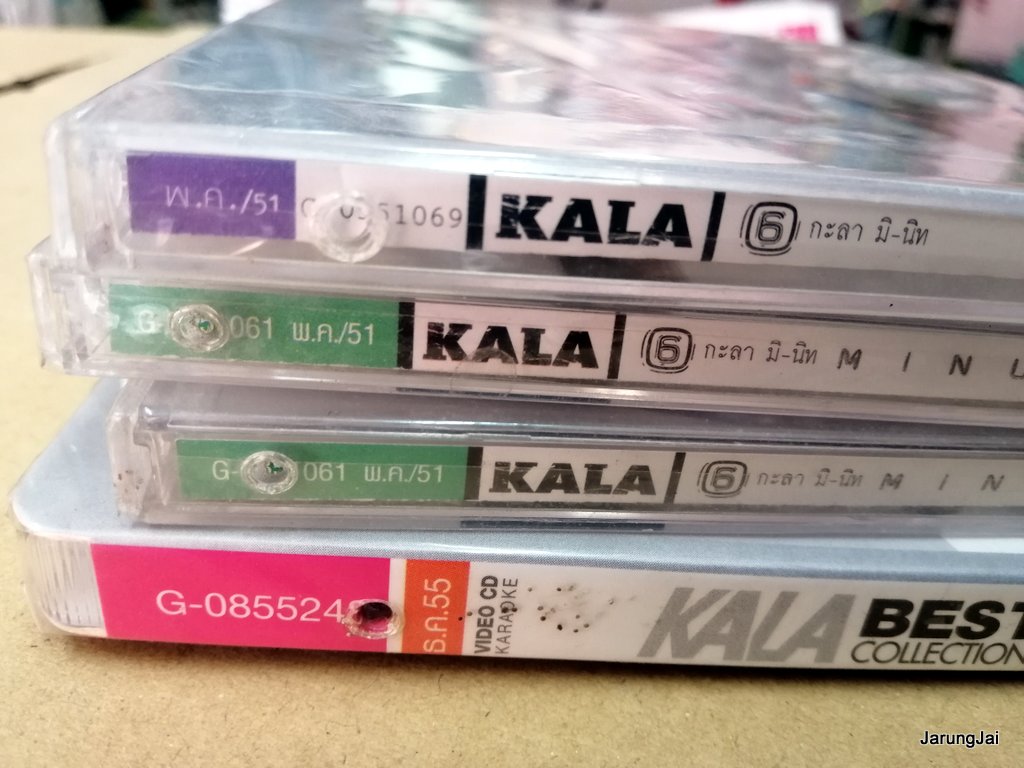 พ.ค./51 G 0951069 KALA 6 กะลา มิ-นิท
G- 061 พ.ค./51 KALA 6 กะลา มิ-นิท M I N U
G- 061 พ.ค./51 KALA 6 กะลา มิ-นิท M I N
G-085524 ธ.ค.55 VIDEO CD KARAOKE KALA BEST COLLECTION
JarungJai